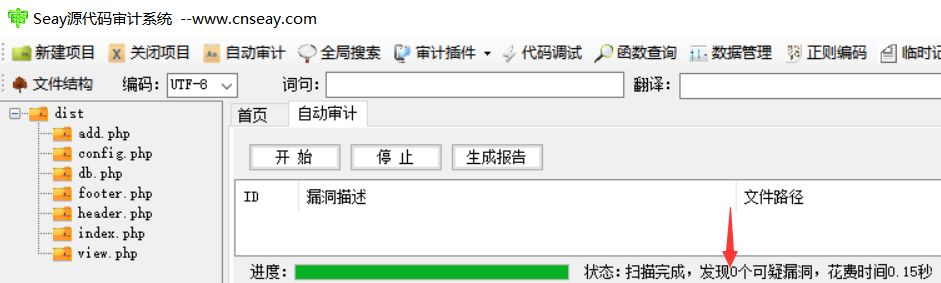 Seay源代码审计系统 --www.cnseay.com
新建项目 关闭项目 自动审计 全局搜索 审计插件 代码调试 函数查询 数据管理 正则编码 临时记
文件结构 编码: UTF-8 词句: 翻译:
dist
add.php
config.php
db.php
footer.php
header.php
index.php
view.php
首页 自动审计
开 始 停 止 生成报告
ID 漏洞描述 文件路径
进度: 状态:扫描完成,发现0个可疑漏洞,花费时间0.15秒